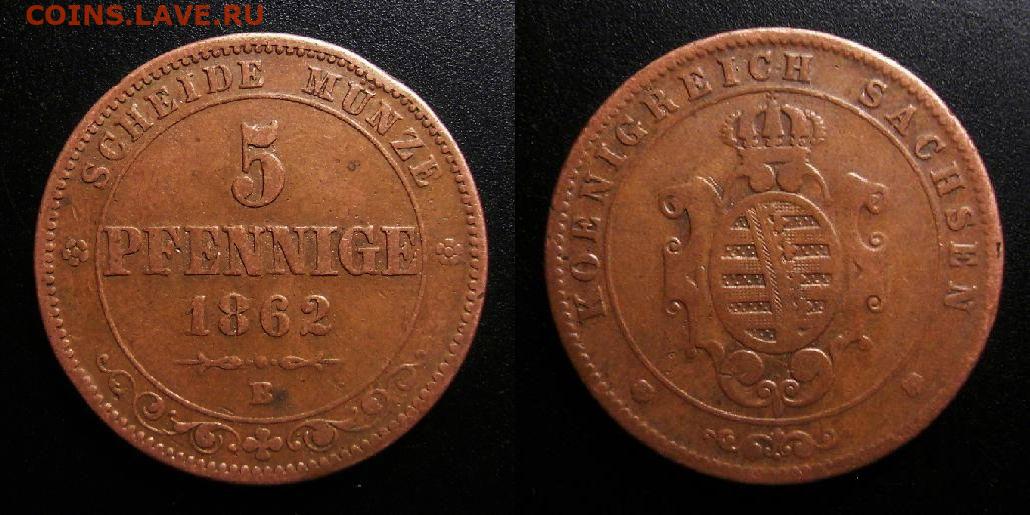 COINS.LAVE.RU
SCHEIDE MÜNZE
5
PFENNIGE
1862
B
KOENIGREICH SACHSEN